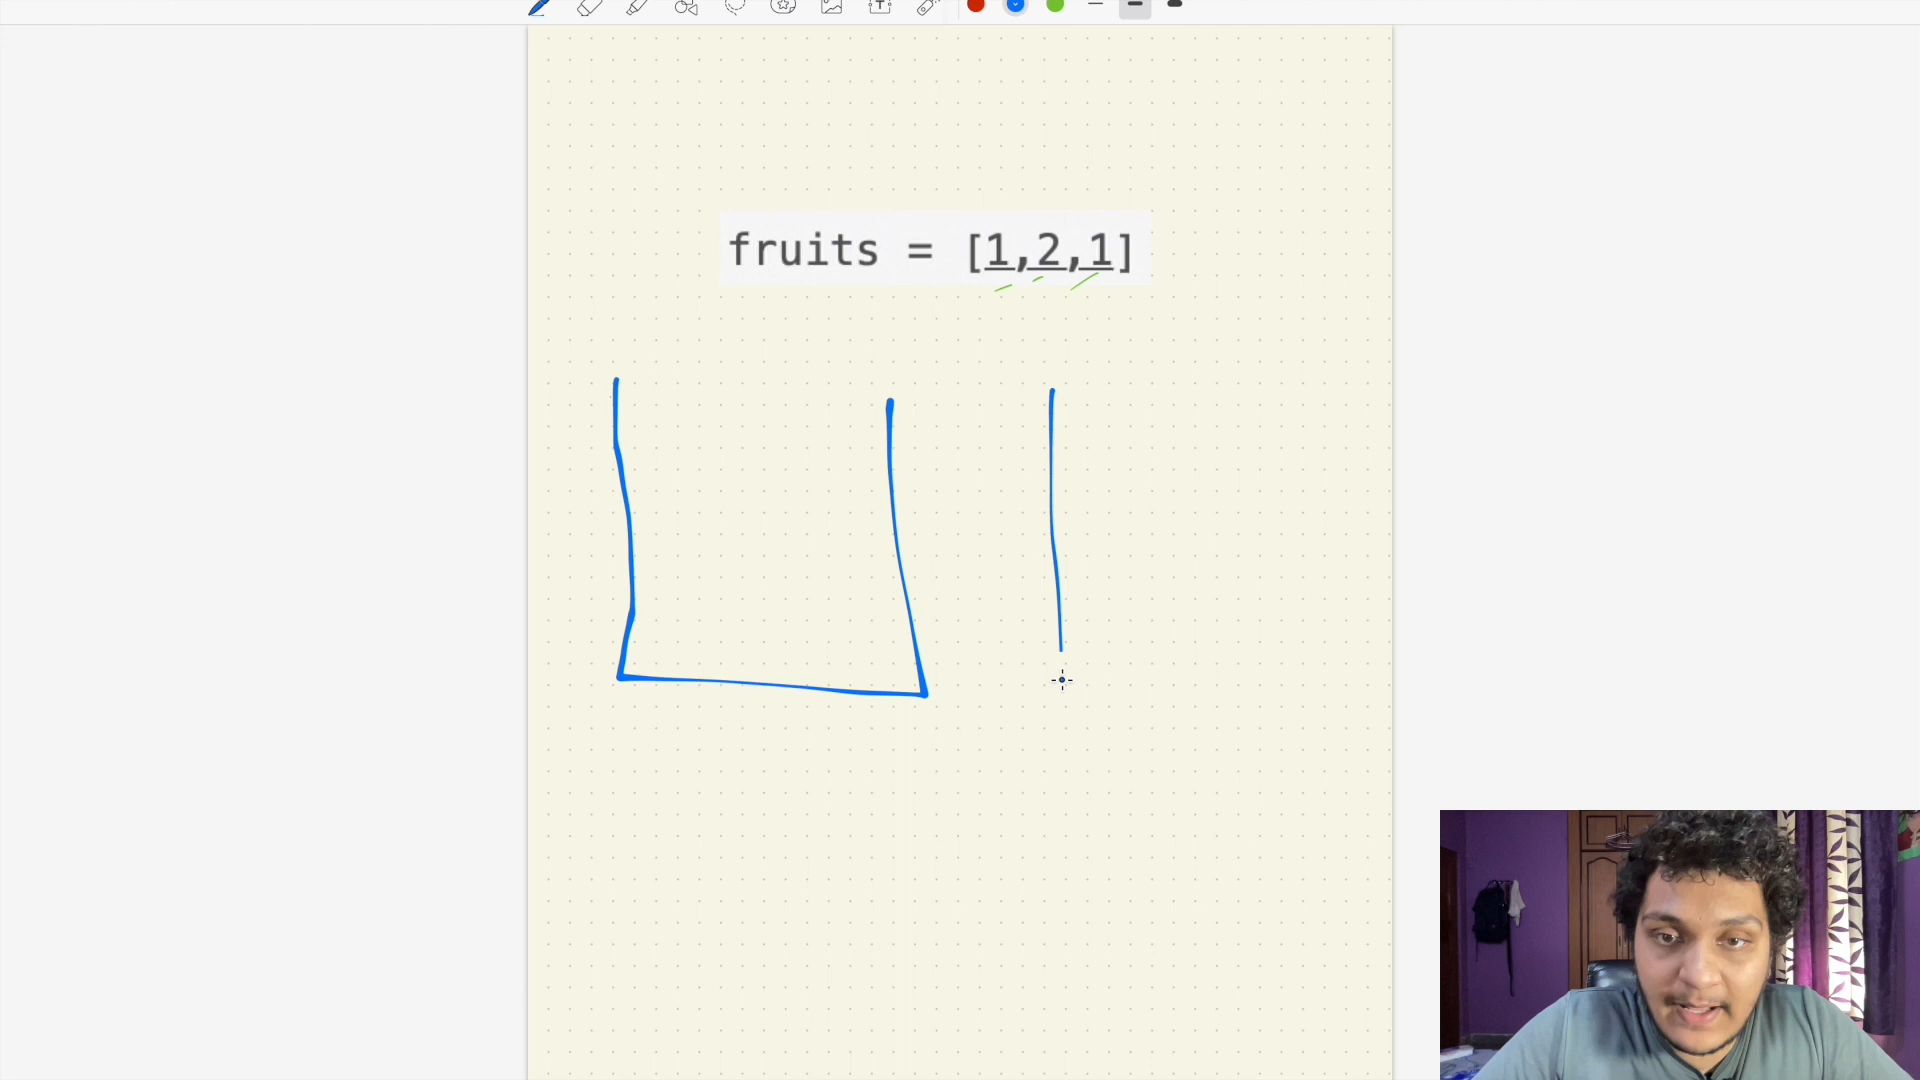 fruits = [1,2,1]